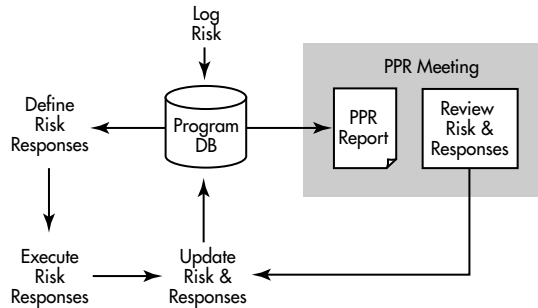 Log
Risk
PPR Meeting
Define
Risk
Responses
Program
DB
PPR
Report
Review
Risk &
Responses
Execute
Risk
Responses
Update
Risk &
Responses